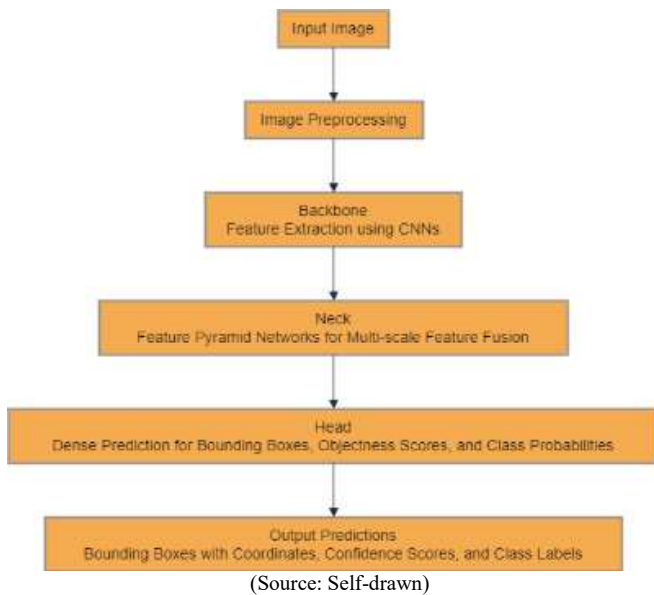 Input Image
Image Preprocessing
Backbone
Feature Extraction using CNNs
Neck
Feature Pyramid Networks for Multi-scale Feature Fusion
Head
Dense Prediction for Bounding Boxes, Objectness Scores, and Class Probabilities
Output Predictions
Bounding Boxes with Coordinates, Confidence Scores, and Class Labels
(Source: Self-drawn)